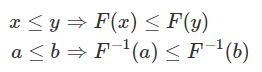 x ≤ y ⇒ F(x) ≤ F(y)
a ≤ b ⇒ F⁻¹(a) ≤ F⁻¹(b)